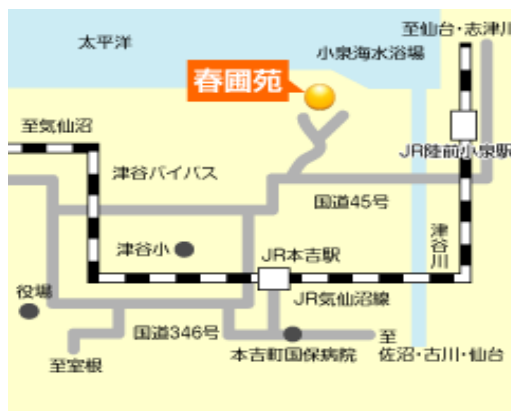 至仙台・志津川
太平洋
小泉海水浴場
春圃苑
至気仙沼
JR陸前小泉駅
津谷バイパス
国道45号
津谷川
津谷小
JR本吉駅
役場
JR気仙沼線
国道346号
至
本吉町国保病院
佐沼・古川・仙台
至室根